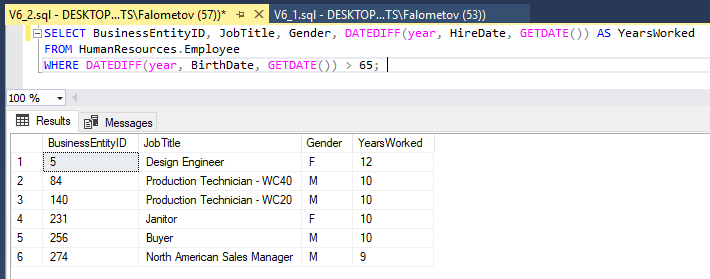 V6_2.sql - DESKTOP...TS\Falometov (57))* V6_1.sql - DESKTOP...TS\Falometov (53))
SELECT BusinessEntityID, JobTitle, Gender, DATEDIFF(year, HireDate, GETDATE()) AS YearsWorked
FROM HumanResources.Employee
WHERE DATEDIFF(year, BirthDate, GETDATE()) > 65;
100 %
Results Messages
BusinessEntityID JobTitle Gender YearsWorked
1 5 Design Engineer F 12
2 84 Production Technician - WC40 M 10
3 140 Production Technician - WC20 M 10
4 231 Janitor F 10
5 256 Buyer M 10
6 274 North American Sales Manager M 9